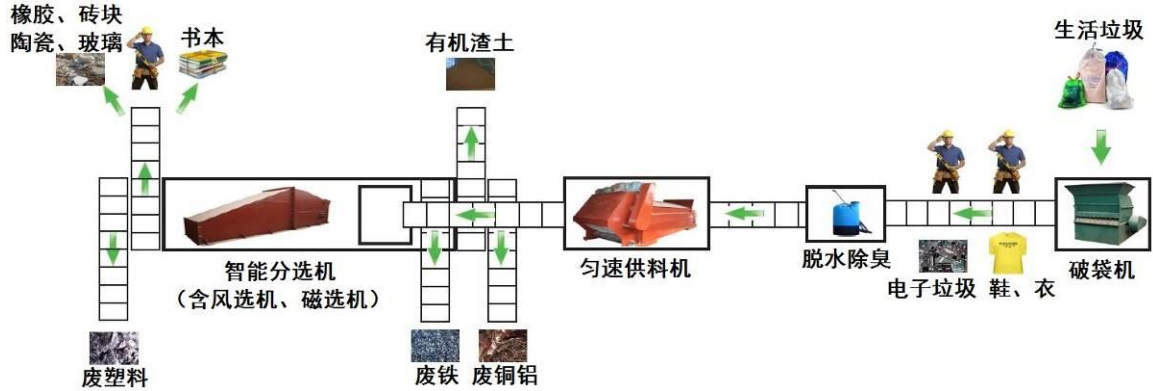 橡胶、砖块
陶瓷、玻璃
书本
有机渣土
生活垃圾
智能分选机
（含风选机、磁选机）
匀速供料机
脱水除臭
电子垃圾
鞋、衣
破袋机
废塑料
废铁
废铜铝